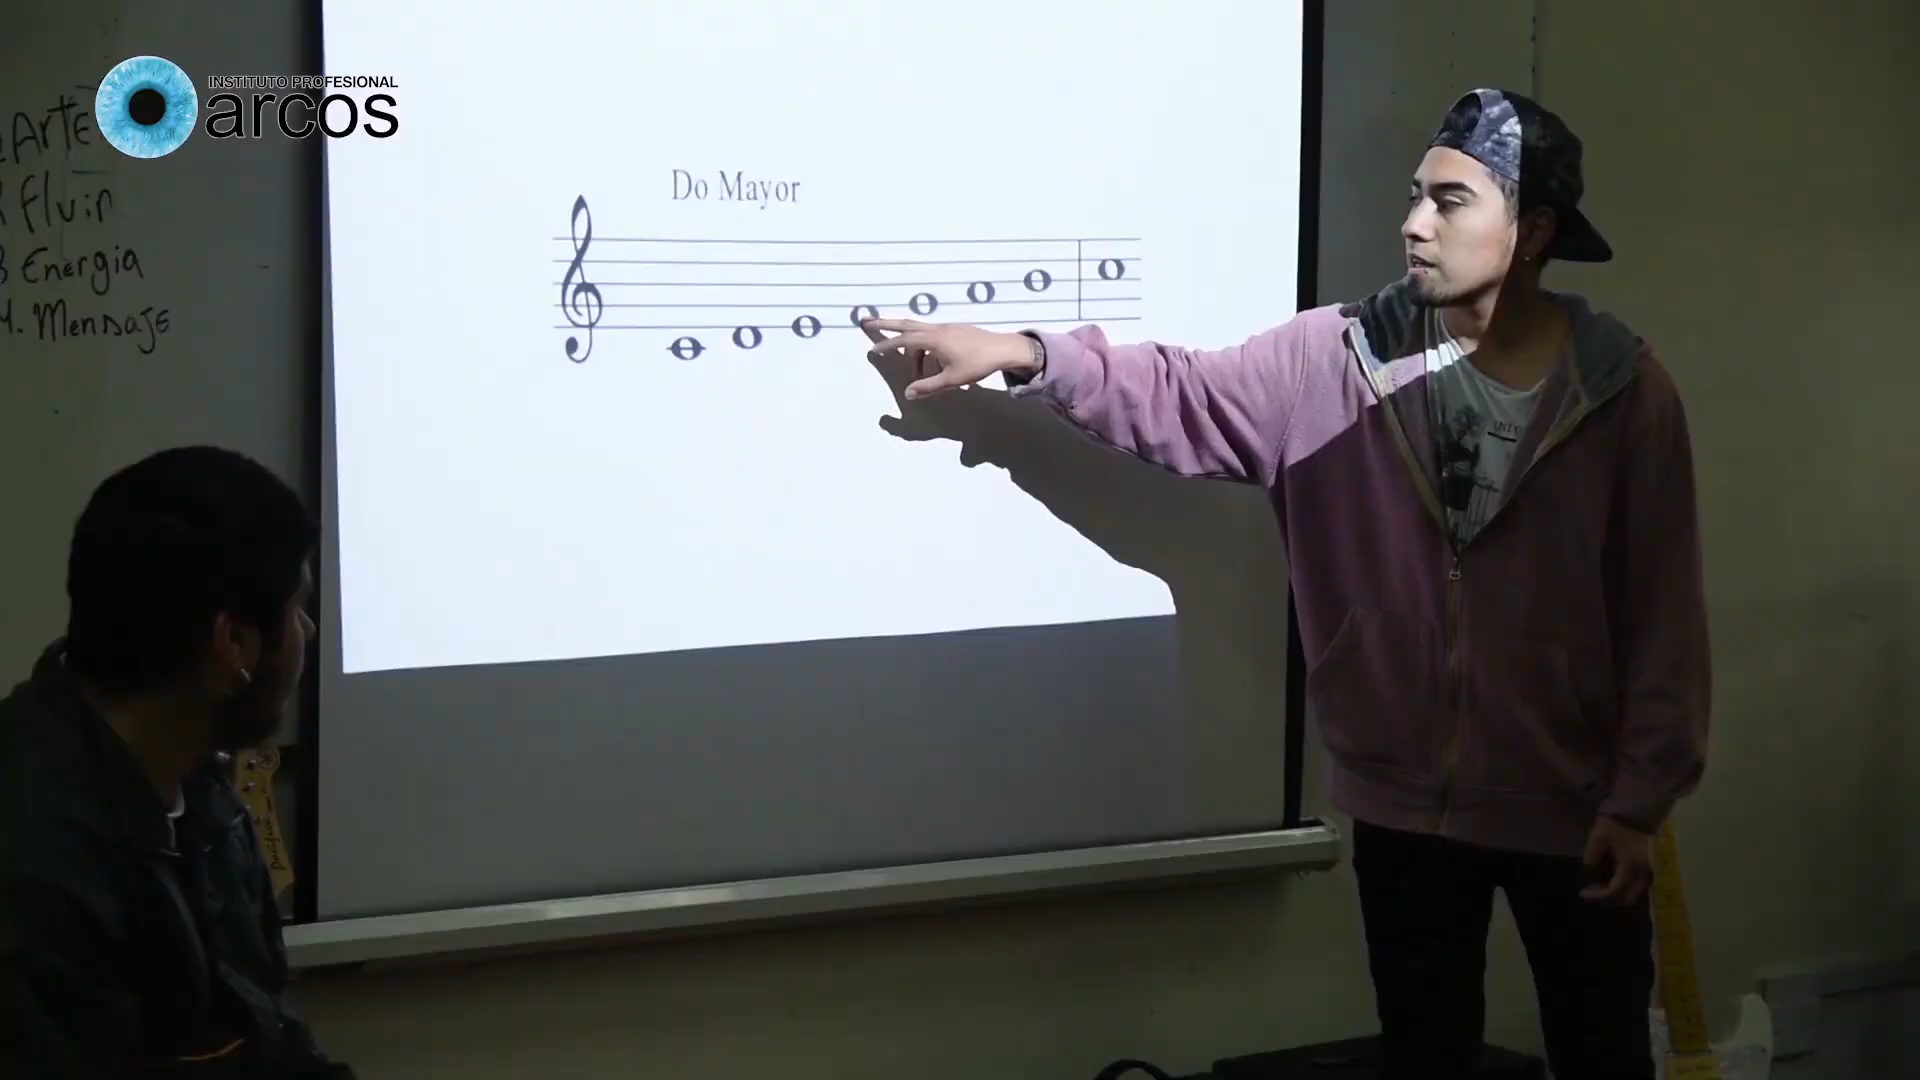 INSTITUTO PROFESIONAL
arcos
Arte
Fluir
3 Energia
4. Mensaje
Do Mayor